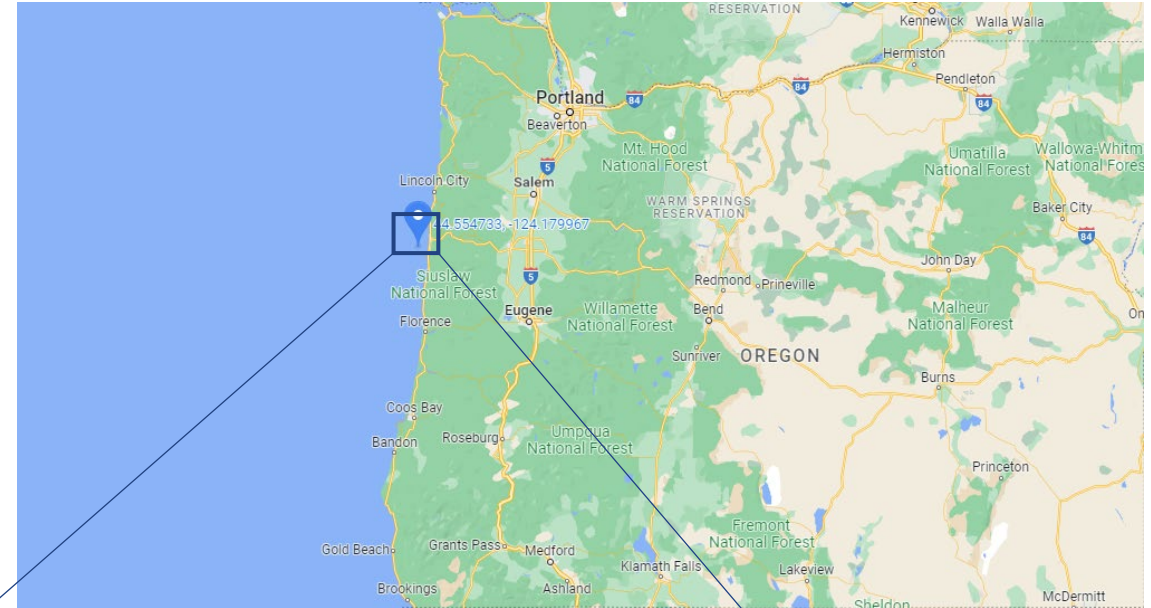 RESERVATION
Kennewick
Walla Walla
Hermiston
Pendleton
84
84
84
Portland
Beaverton
5
Mt. Hood
National Forest
Umatilla
National Forest
Wallowa-Whitm
National Fores
Lincoln City
Salem
WARM SPRINGS
RESERVATION
Baker City
84
44.554733, -124.179967
John Day
Siuslaw
National Forest
5
Redmond
Prineville
Eugene
Willamette
National Forest
Bend
Malheur
National Forest
On
Florence
Sunriver
OREGON
Burns
Coos Bay
Bandon
Roseburg
Umpqua
National Forest
Princeton
Fremont
National Forest
Gold Beach
Grants Pass
Medford
Klamath Falls
Lakeview
Brookings
Ashland
Sheldon
McDermitt